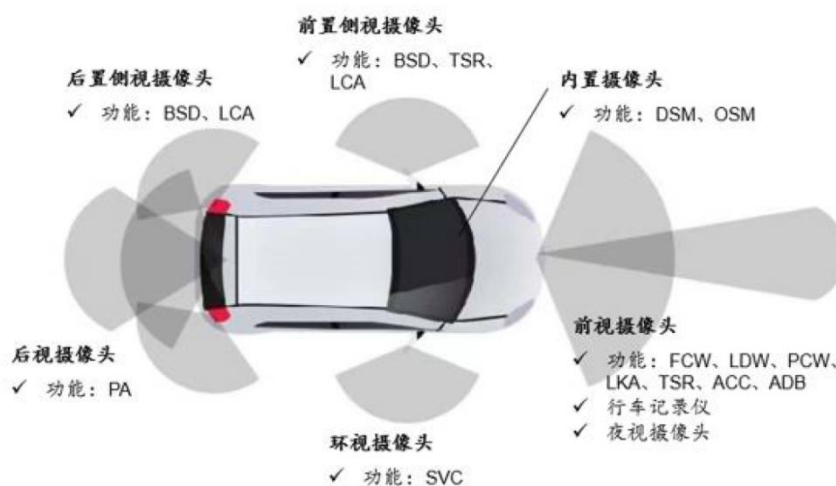 前置侧视摄像头
✓ 功能：BSD、TSR、
LCA
后置侧视摄像头
✓ 功能：BSD、LCA
内置摄像头
✓ 功能：DSM、OSM
后视摄像头
✓ 功能：PA
前视摄像头
✓ 功能：FCW、LDW、PCW、
LKA、TSR、ACC、ADB
✓ 行车记录仪
✓ 夜视摄像头
环视摄像头
✓ 功能：SVC